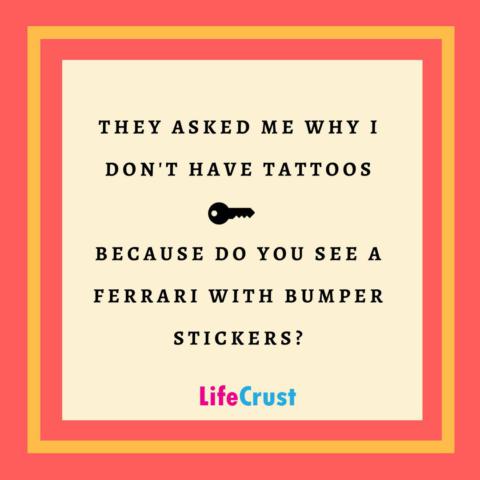 THEY ASKED ME WHY I
DON'T HAVE TATTOOS
BECAUSE DO YOU SEE A
FERRARI WITH BUMPER
STICKERS?
LifeCrust